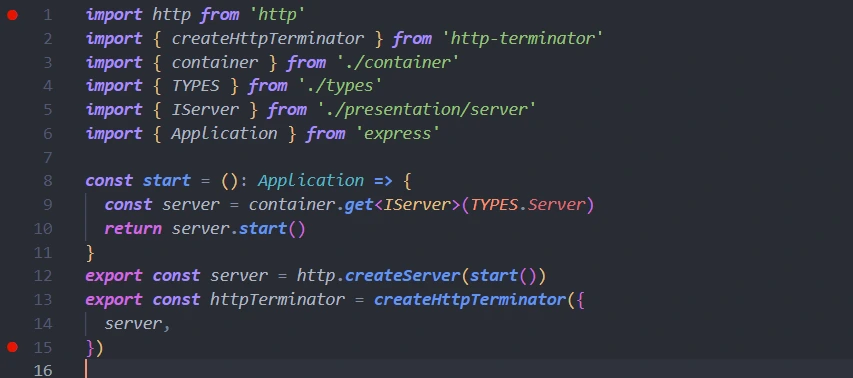 1 import http from 'http'
2 import { createHttpTerminator } from 'http-terminator'
3 import { container } from './container'
4 import { TYPES } from './types'
5 import { IServer } from './presentation/server'
6 import { Application } from 'express'
7
8 const start = (): Application => {
9 const server = container.get<IServer>(TYPES.Server)
10 return server.start()
11 }
12 export const server = http.createServer(start())
13 export const httpTerminator = createHttpTerminator({
14 server,
15 })
16